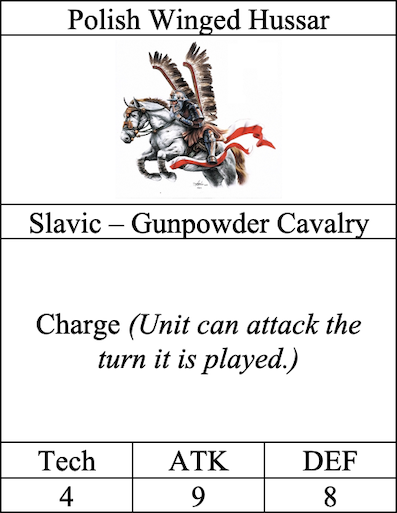 Polish Winged Hussar
Slavic – Gunpowder Cavalry
Charge (Unit can attack the
turn it is played.)
Tech ATK DEF
4 9 8